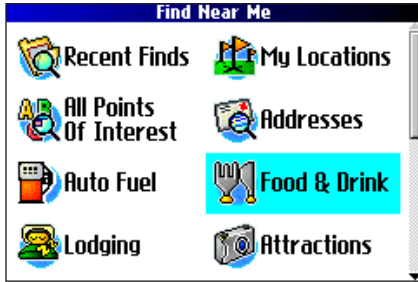 Find Near Me
Recent Finds
My Locations
All Points
Of Interest
Addresses
Auto Fuel
Food & Drink
Lodging
Attractions